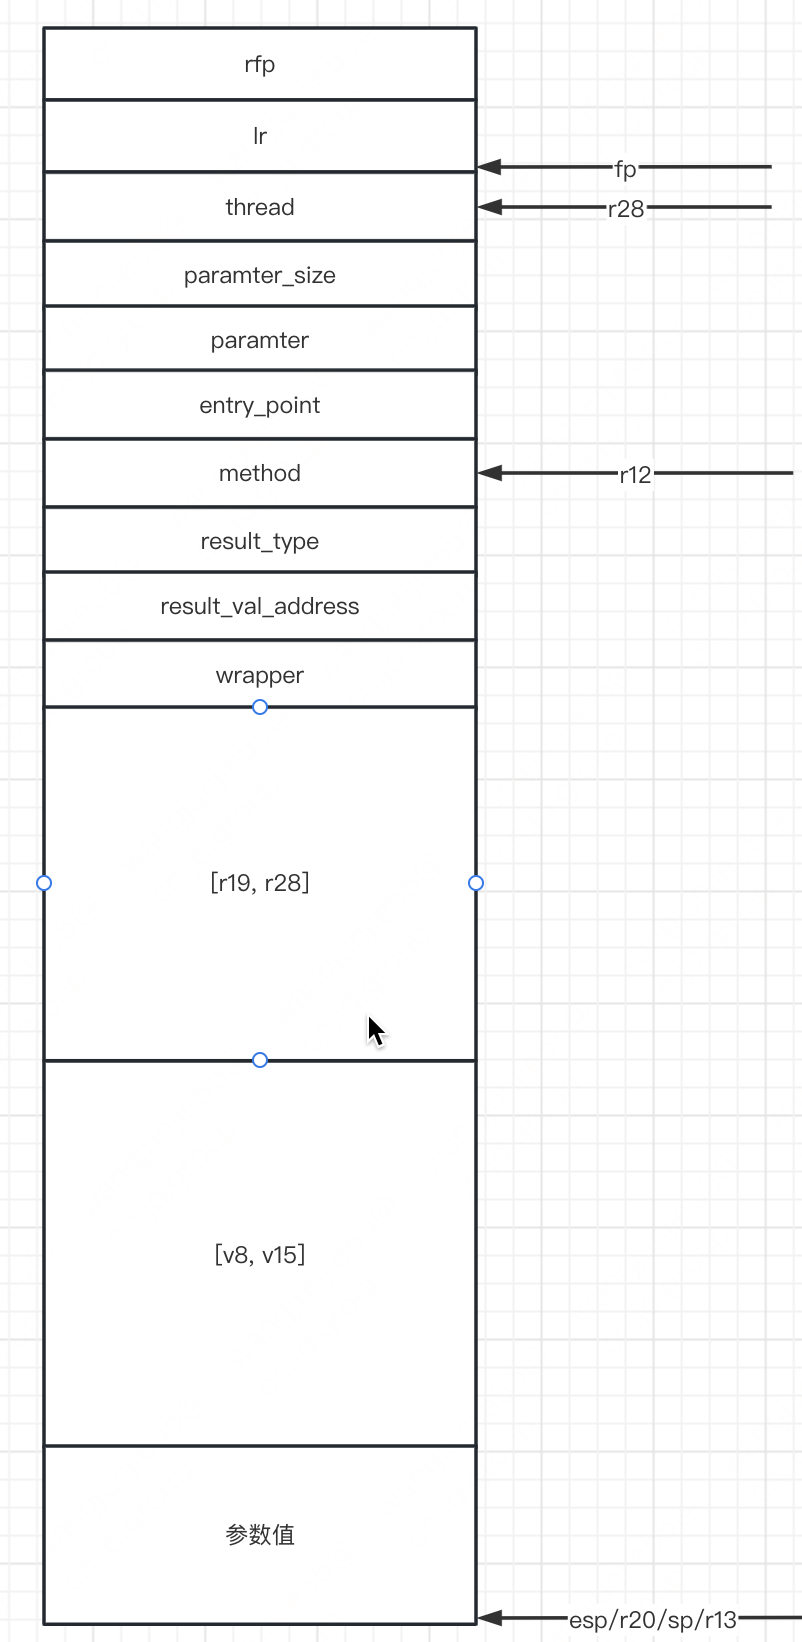 rfp
lr
fp
thread
r28
paramter_size
paramter
entry_point
method
r12
result_type
result_val_address
wrapper
[r19, r28]
[v8, v15]
参数值
esp/r20/sp/r13